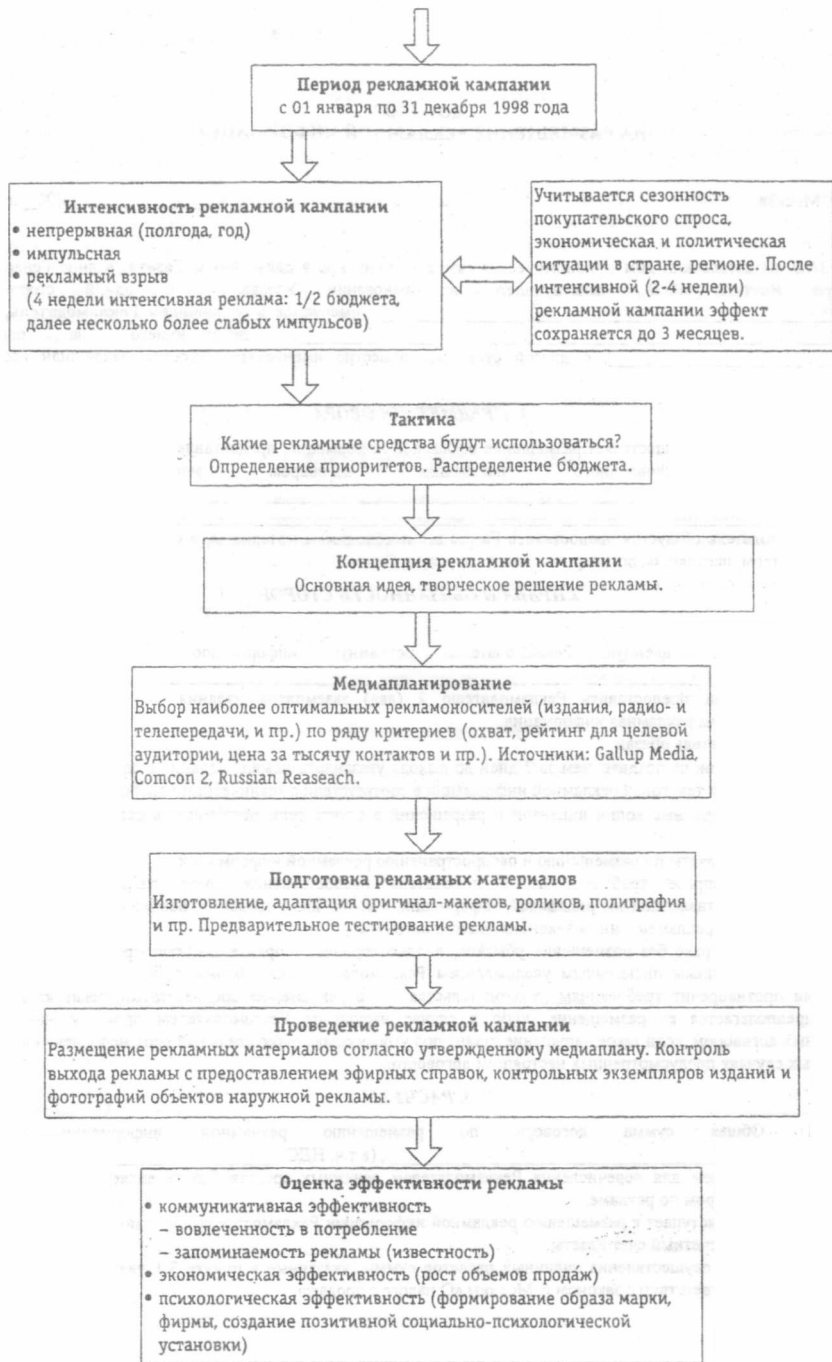 Период рекламной кампании
с 01 января по 31 декабря 1998 года
Интенсивность рекламной кампании
• непрерывная (полгода, год)
• импульсная
• рекламный взрыв
(4 недели интенсивная реклама: 1/2 бюджета,
далее несколько более слабых импульсов)
Учитывается сезонность
покупательского спроса,
экономическая и политическая
ситуации в стране, регионе. После
интенсивной (2-4 недели)
рекламной кампании эффект
сохраняется до 3 месяцев.
Тактика
Какие рекламные средства будут использоваться?
Определение приоритетов. Распределение бюджета.
Концепция рекламной кампании
Основная идея, творческое решение рекламы.
Медиапланирование
Выбор наиболее оптимальных рекламоносителей (издания, радио- и
телепередачи, и пр.) по ряду критериев (охват, рейтинг для целевой
аудитории, цена за тысячу контактов и пр.). Источники: Gallup Media,
Comcon 2, Russian Reaseach.
Подготовка рекламных материалов
Изготовление, адаптация оригинал-макетов, роликов, полиграфия
и пр. Предварительное тестирование рекламы.
Проведение рекламной кампании
Размещение рекламных материалов согласно утвержденному медиаплану. Контроль
выхода рекламы с предоставлением эфирных справок, контрольных экземпляров изданий и
фотографий объектов наружной рекламы.
Оценка эффективности рекламы
• коммуникативная эффективность
– вовлеченность в потребление
– запоминаемость рекламы (известность)
• экономическая эффективность (рост объемов продаж)
• психологическая эффективность (формирование образа марки,
фирмы, создание позитивной социально-психологической
установки)